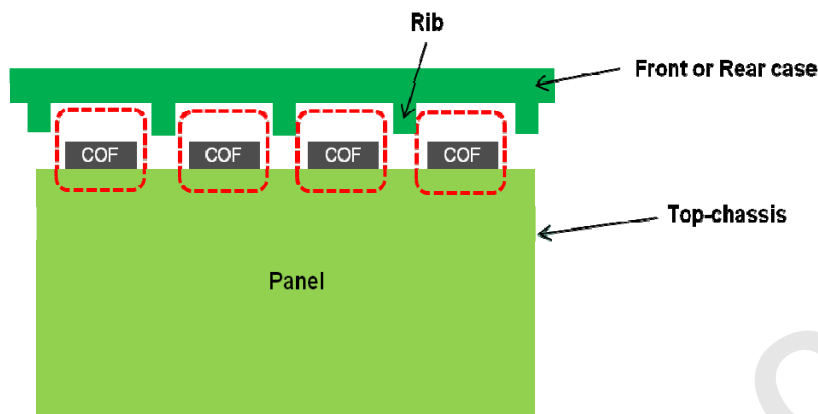 Rib
Front or Rear case
COF COF COF COF
Top-chassis
Panel